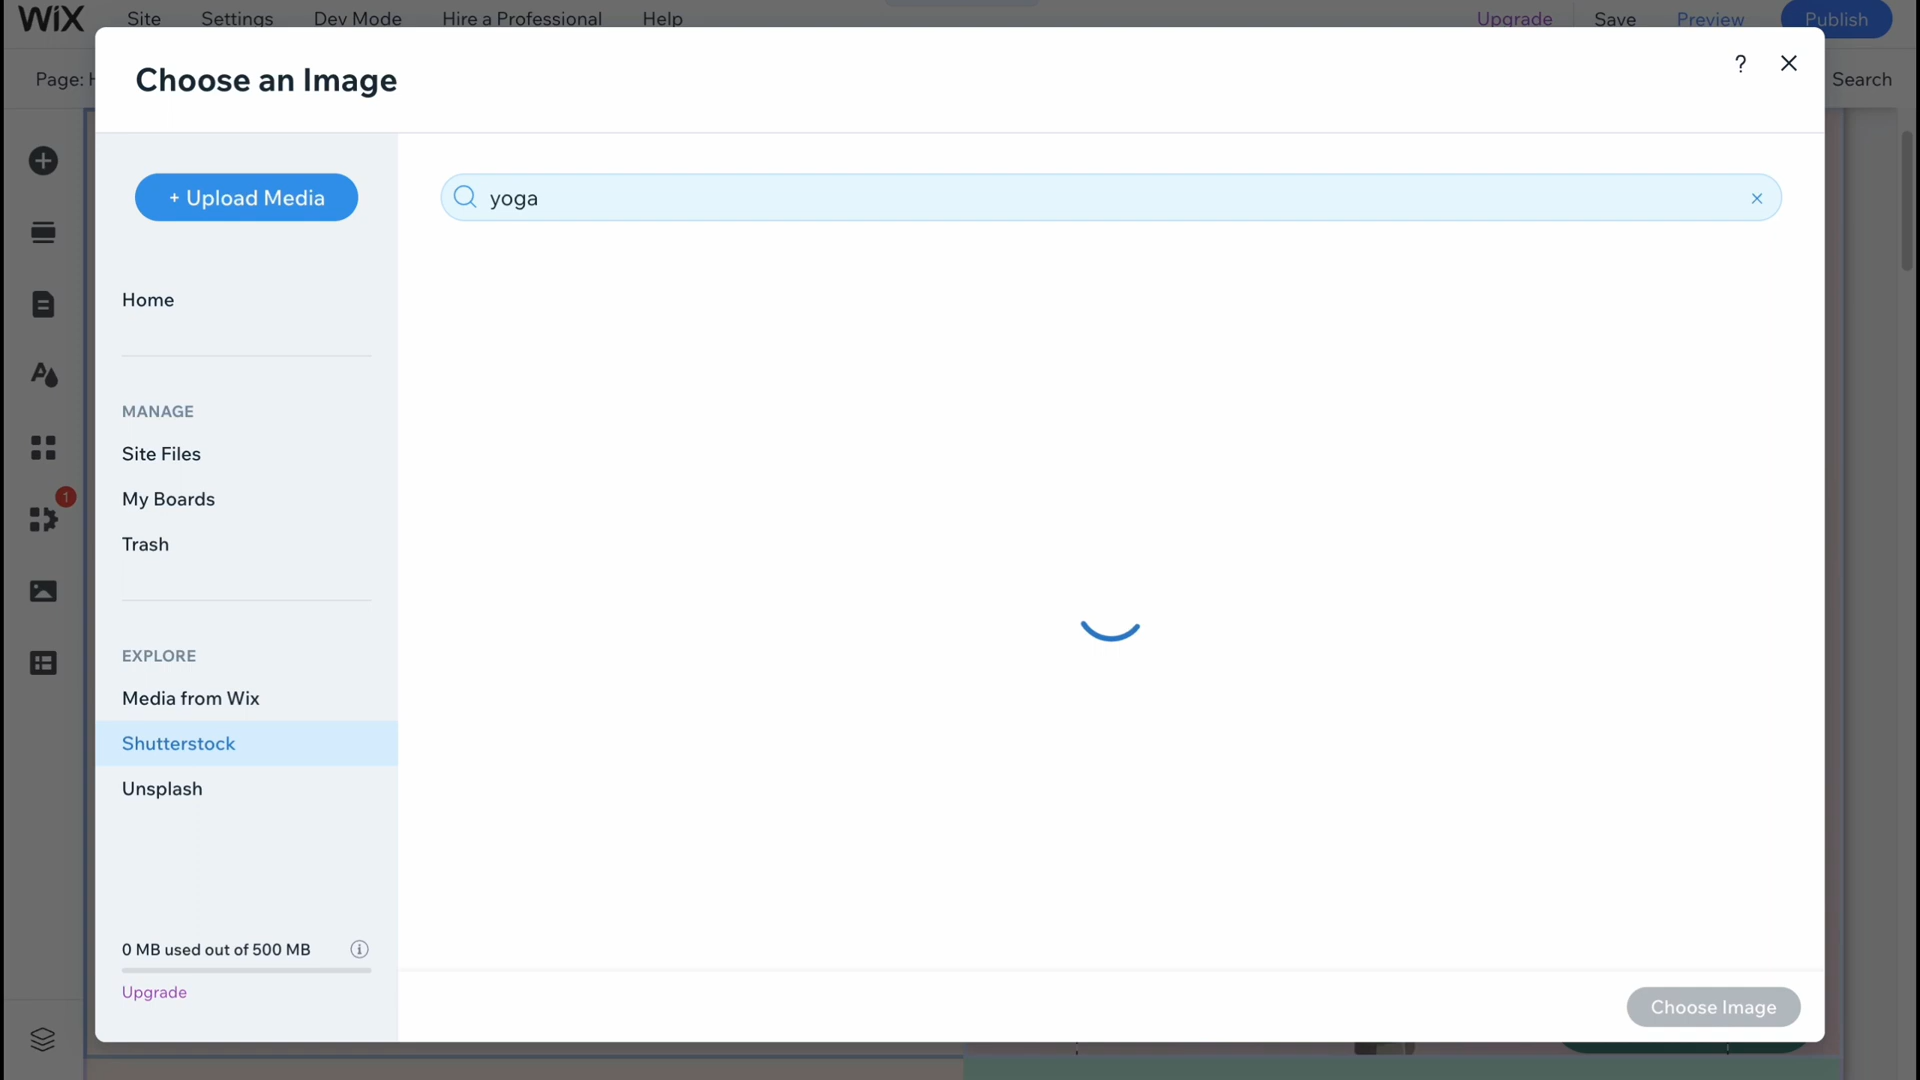 WiX Site Settings Dev Mode Hire a Professional Help Upgrade Save Preview Publish
Page: H
Search
Choose an Image
?
+ Upload Media
yoga
Home
MANAGE
Site Files
My Boards
Trash
1
EXPLORE
Media from Wix
Shutterstock
Unsplash
0 MB used out of 500 MB
Upgrade
Choose Image